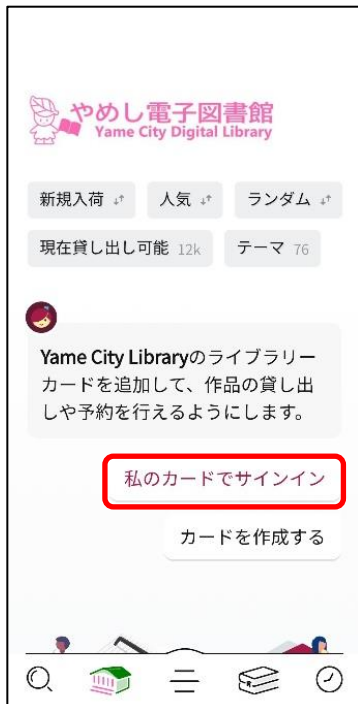 やめし電子図書館
Yame City Digital Library
新規入荷 人気 ランダム
現在貸し出し可能 12k テーマ 76
Yame City Libraryのライブラリー
カードを追加して、作品の貸し出
しや予約を行えるようにします。
私のカードでサインイン
カードを作成する